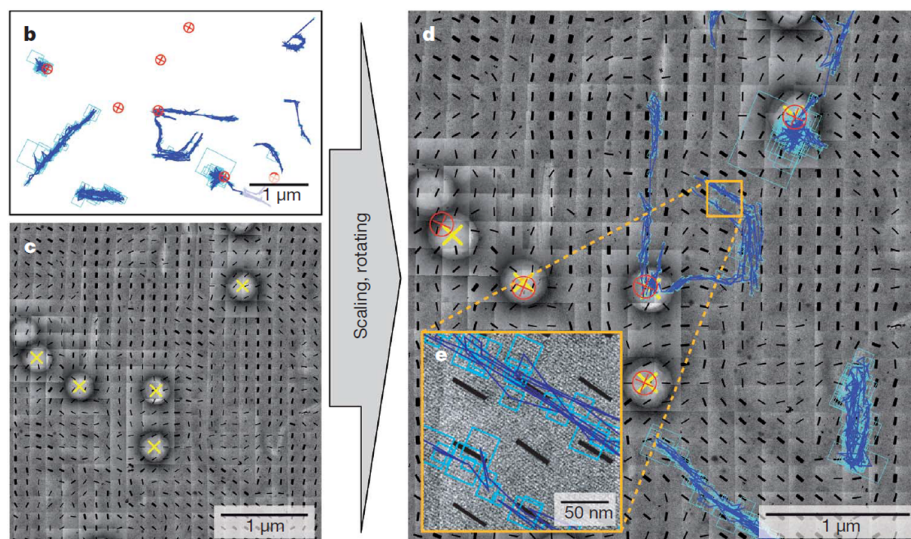 b
1 μm
c
1 μm
Scaling, rotating
d
e
50 nm
1 μm